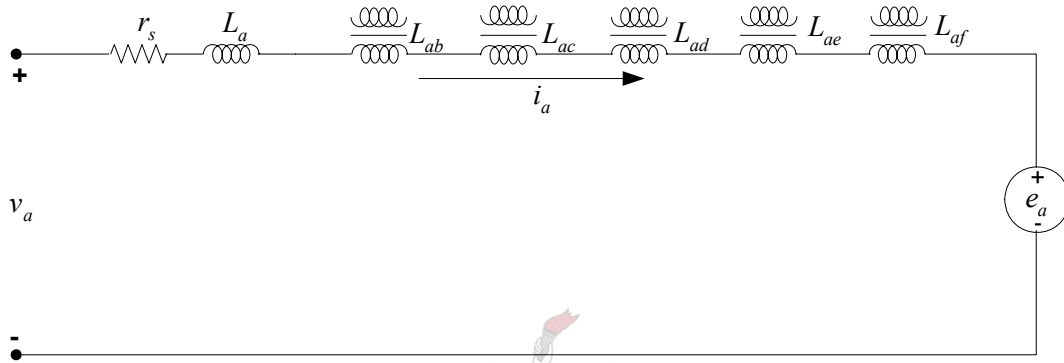 r_s L_a L_ab L_ac L_ad L_ae L_af
+
i_a
v_a
+
e_a
-
-